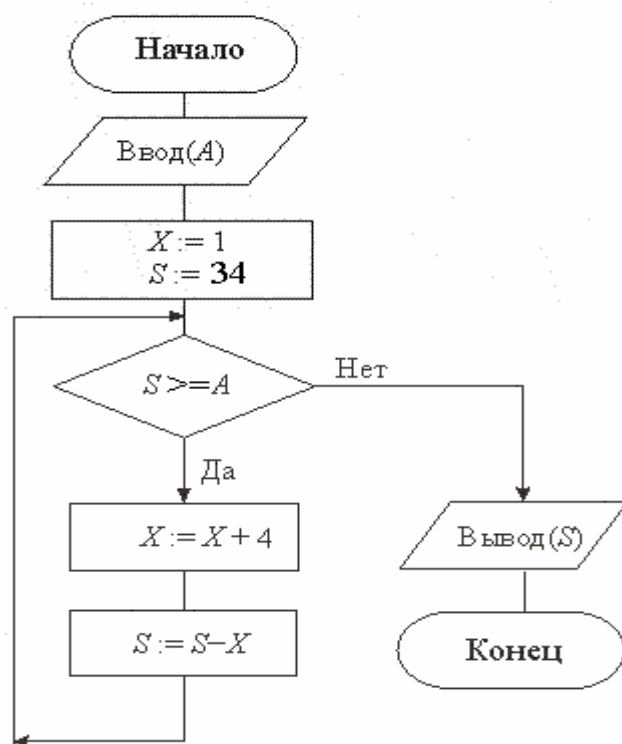 Начало
Ввод(A)
X := 1
S := 34
S >=A
Нет
Да
X := X + 4
Вывод(S)
S := S−X
Конец